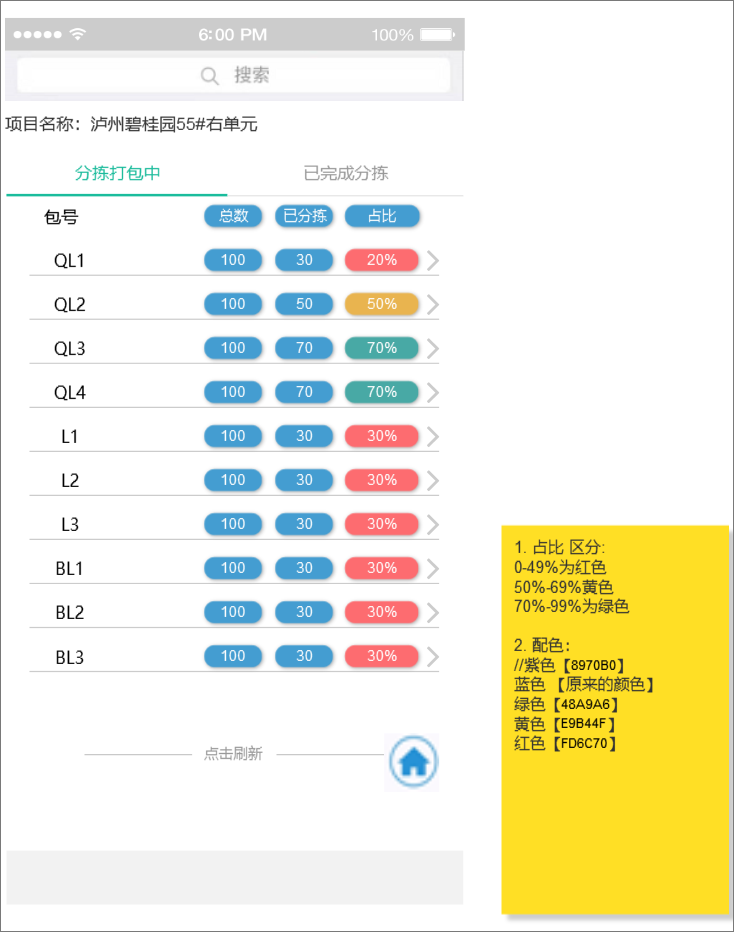 6:00 PM 100%
搜索
项目名称：泸州碧桂园55#右单元
分拣打包中 已完成分拣
包号 总数 已分拣 占比
QL1 100 30 20%
QL2 100 50 50%
QL3 100 70 70%
QL4 100 70 70%
L1 100 30 30%
L2 100 30 30%
L3 100 30 30%
BL1 100 30 30%
BL2 100 30 30%
BL3 100 30 30%
点击刷新
1. 占比 区分:
0-49%为红色
50%-69%黄色
70%-99%为绿色
2. 配色：
//紫色【8970B0】
蓝色 【原来的颜色】
绿色【48A9A6】
黄色【E9B44F】
红色【FD6C70】